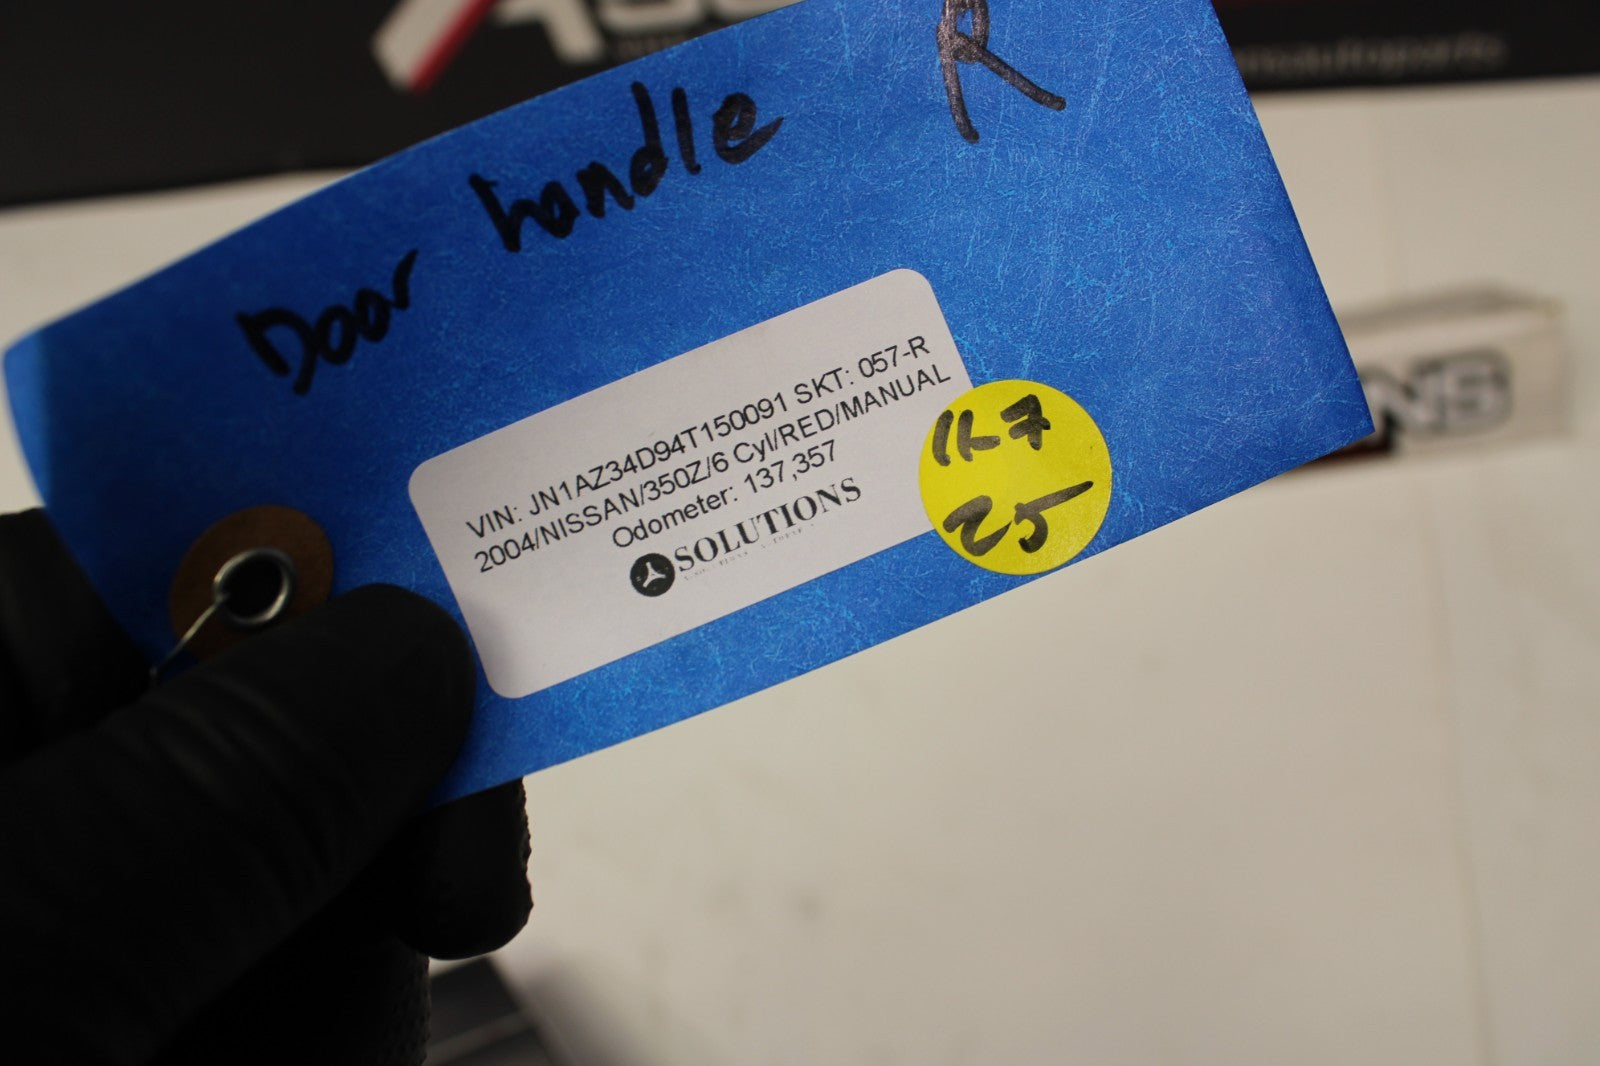 Door handle R
VIN: JN1AZ34D94T150091 SKT: 057-R
2004/NISSAN/350Z/6 Cyl/RED/MANUAL
Odometer: 137,357
SOLUTIONS
1K7
25
NS